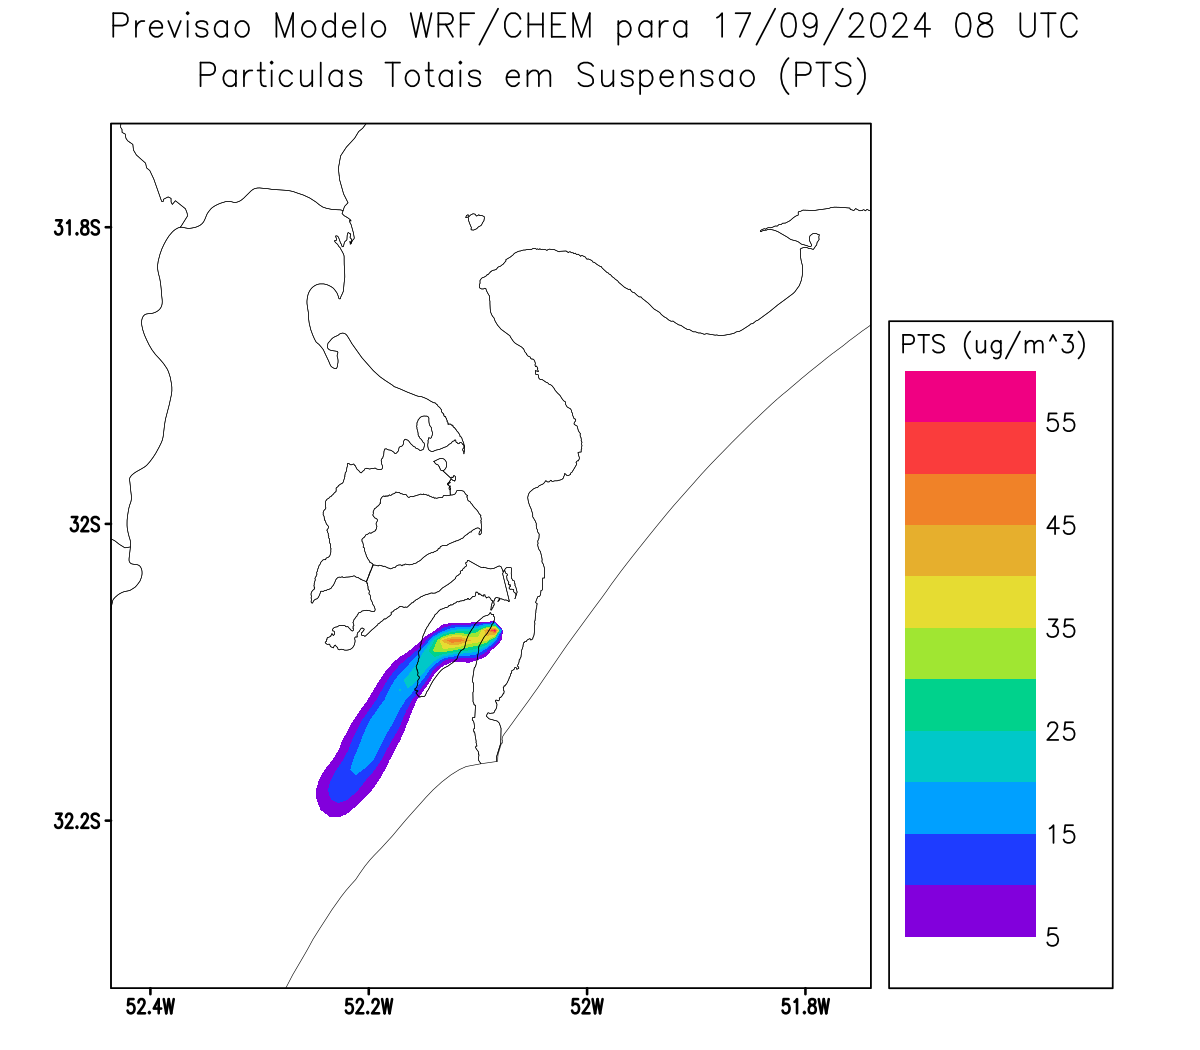 Previsao Modelo WRF/CHEM para 17/09/2024 08 UTC
Particulas Totais em Suspensao (PTS)
31.8S
32S
32.2S
52.4W
52.2W
52W
51.8W
PTS (ug/m^3)
55
45
35
25
15
5